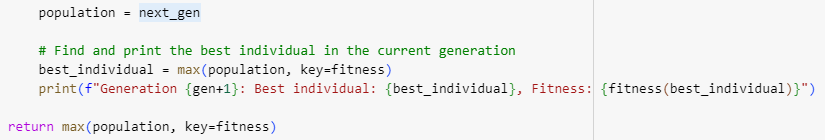 population = next_gen
# Find and print the best individual in the current generation
best_individual = max(population, key=fitness)
print(f"Generation {gen+1}: Best individual: {best_individual}, Fitness: {fitness(best_individual)}")
return max(population, key=fitness)